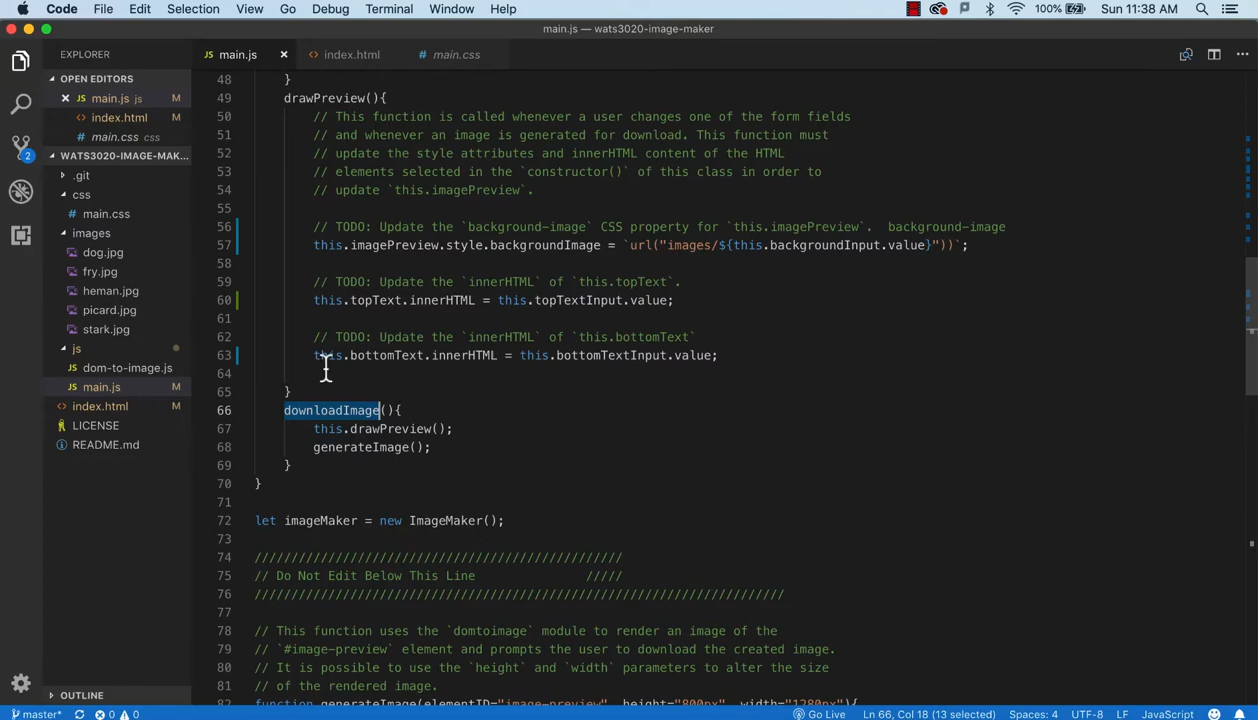 Code File Edit Selection View Go Debug Terminal Window Help 100% Sun 11:38 AM
main.js — wats3020-image-maker
EXPLORER
main.js
index.html
main.css
OPEN EDITORS
main.js js M
index.html M
main.css css
WATS3020-IMAGE-MAK...
.git
css
main.css
images
dog.jpg
fry.jpg
heman.jpg
picard.jpg
stark.jpg
js
dom-to-image.js
main.js M
index.html M
LICENSE
README.md
OUTLINE
2
48 }
49 drawPreview(){
50 // This function is called whenever a user changes one of the form fields
51 // and whenever an image is generated for download. This function must
52 // update the style attributes and innerHTML content of the HTML
53 // elements selected in the `constructor()` of this class in order to
54 // update `this.imagePreview`.
55
56 // TODO: Update the `background-image` CSS property for `this.imagePreview`.  background-image
57 this.imagePreview.style.backgroundImage = `url("images/${this.backgroundInput.value}"))`;
58
59 // TODO: Update the `innerHTML` of `this.topText`.
60 this.topText.innerHTML = this.topTextInput.value;
61
62 // TODO: Update the `innerHTML` of `this.bottomText`
63 this.bottomText.innerHTML = this.bottomTextInput.value;
64
65 }
66 downloadImage(){
67 this.drawPreview();
68 generateImage();
69 }
70 }
71
72 let imageMaker = new ImageMaker();
73
74 //////////////////////////////////////////////////
75 // Do Not Edit Below This Line               /////
76 ////////////////////////////////////////////////////////////////////////
77
78 // This function uses the `domtoimage` module to render an image of the
79 // `#image-preview` element and prompts the user to download the created image.
80 // It is possible to use the `height` and `width` parameters to alter the size
81 // of the rendered image.
82 function generateImage(elementID="image-preview", height="800px", width="1280px"){
master* 0 0 Go Live Ln 66, Col 18 (13 selected) Spaces: 4 UTF-8 LF JavaScript